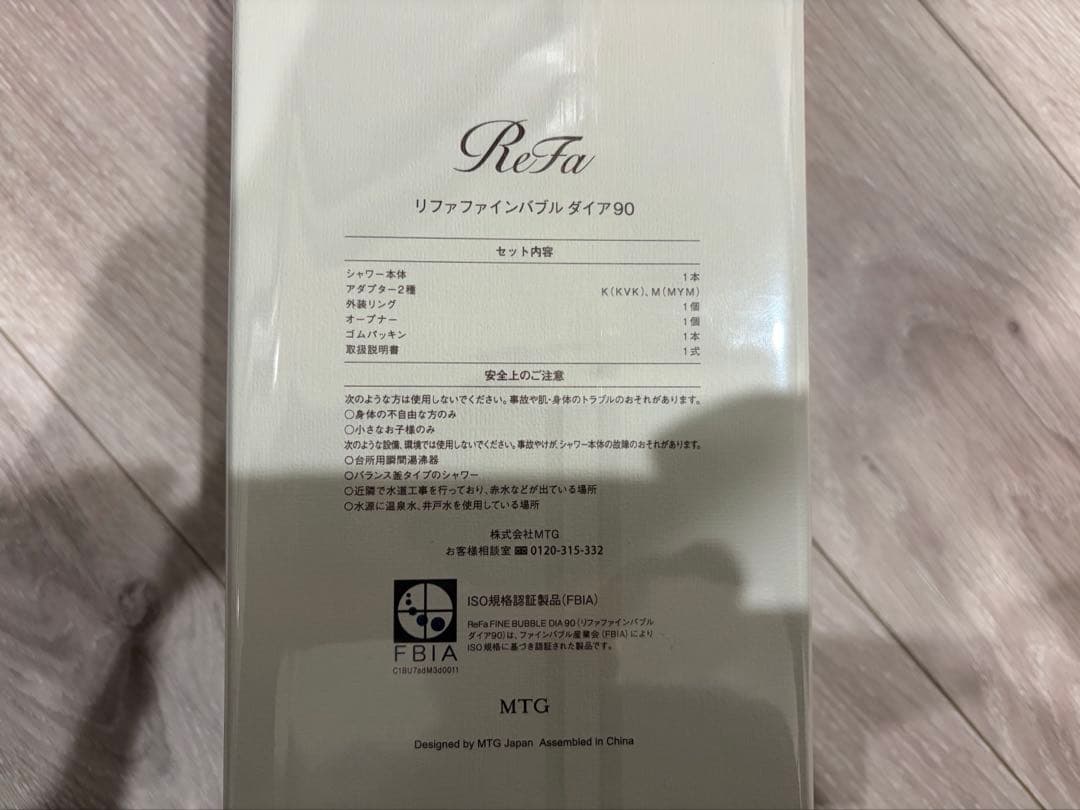 ReFa
リファファインバブル ダイア90
セット内容
シャワー本体 1本
アダプター2種 K(KVK)、M(MYM)
外装リング 1個
オープナー 1個
ゴムパッキン 1本
取扱説明書 1式
安全上のご注意
次のような方は使用しないでください。事故や肌・身体のトラブルのおそれがあります。
○身体の不自由な方のみ
○小さなお子様のみ
次のような設備、環境では使用しないでください。事故やけが、シャワー本体の故障のおそれがあります。
○台所用瞬間湯沸器
○バランス釜タイプのシャワー
○近隣で水道工事を行っており、赤水などが出ている場所
○水源に温泉水、井戸水を使用している場所
株式会社MTG
お客様相談室 0120-315-332
ISO規格認証製品(FBIA)
ReFa FINE BUBBLE DIA 90(リファファインバブル
ダイア90)は、ファインバブル産業会(FBIA)により
ISO規格に基づき認証された製品です。
FBIA
C1BU7adM3d0011
MTG
Designed by MTG Japan Assembled in China